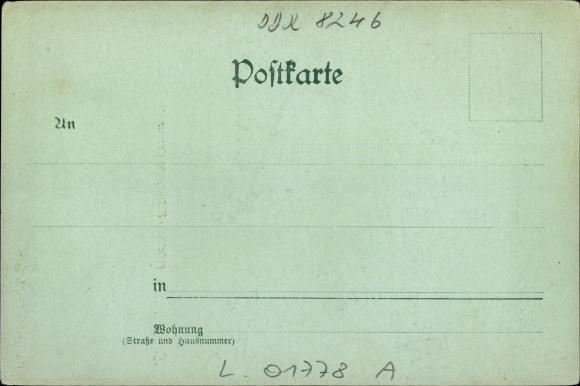 DDR 8246
Postkarte
An
in
Wohnung
(Straße und Hausnummer)
L. 01778 A